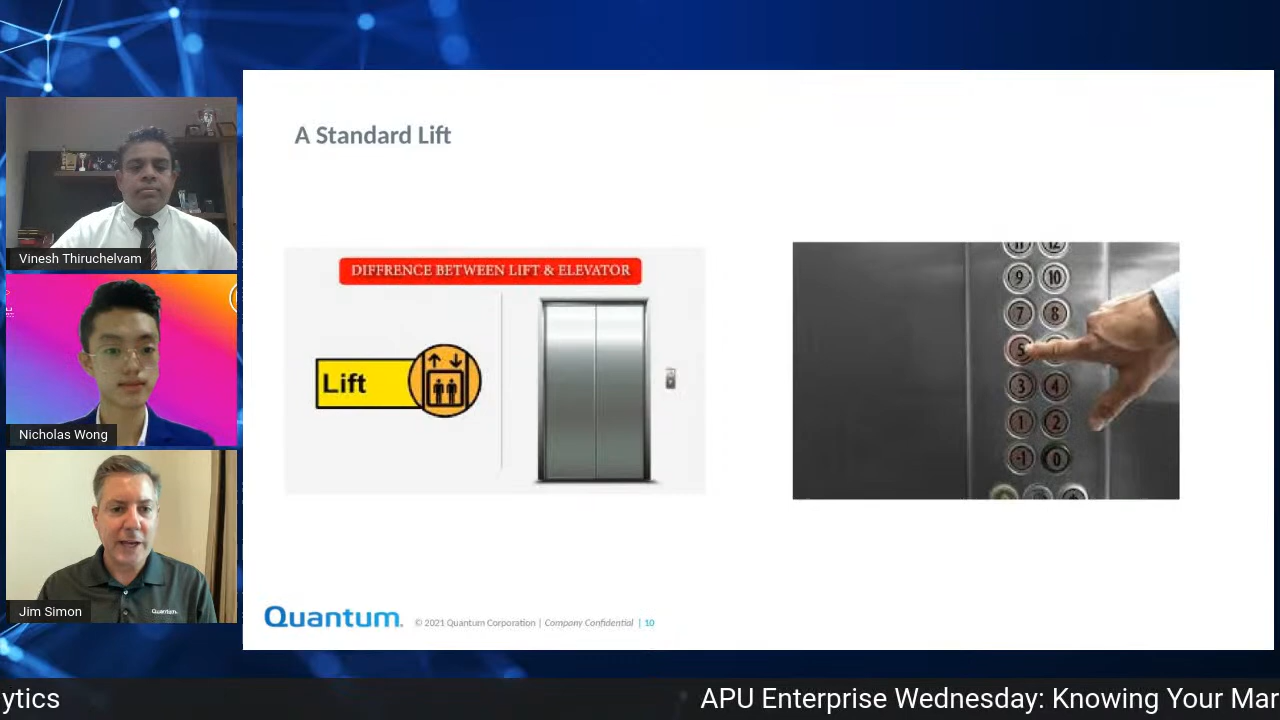 A Standard Lift
Vinesh Thiruchelvam
DIFFRENCE BETWEEN LIFT & ELEVATOR
Lift
11 12
9 10
7 8
5
3 4
1 2
-1 0
Nicholas Wong
Jim Simon
Quantum.
Quantum. © 2021 Quantum Corporation | Company Confidential | 10
ytics
APU Enterprise Wednesday: Knowing Your Mar